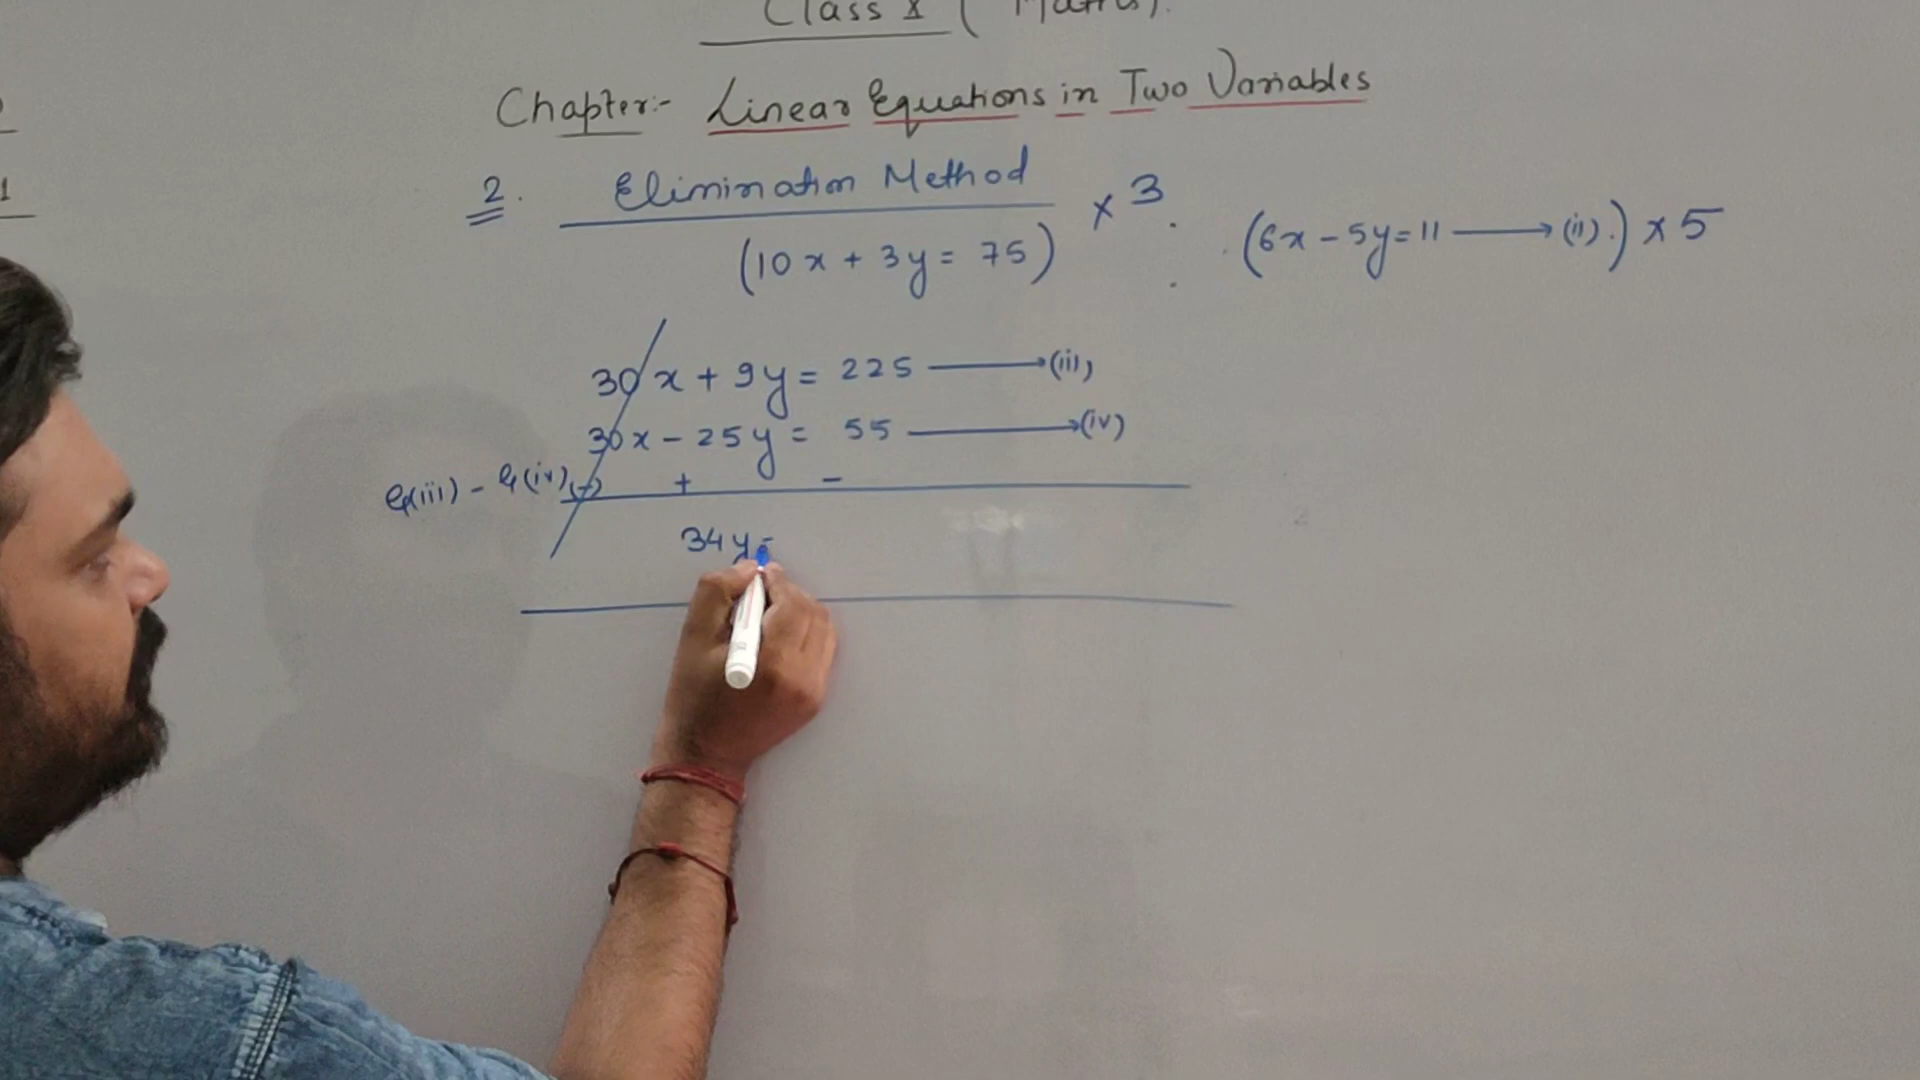 Class X ( Maths).
Chapter:- Linear Equations in Two Variables
2. Elimination Method
(10x + 3y = 75) × 3
(6x - 5y = 11 → (ii).) × 5
30x + 9y = 225 → (iii)
30x - 25y = 55 → (iv)
Eq(iii) - Eq(iv) (-) + -
34y =
1